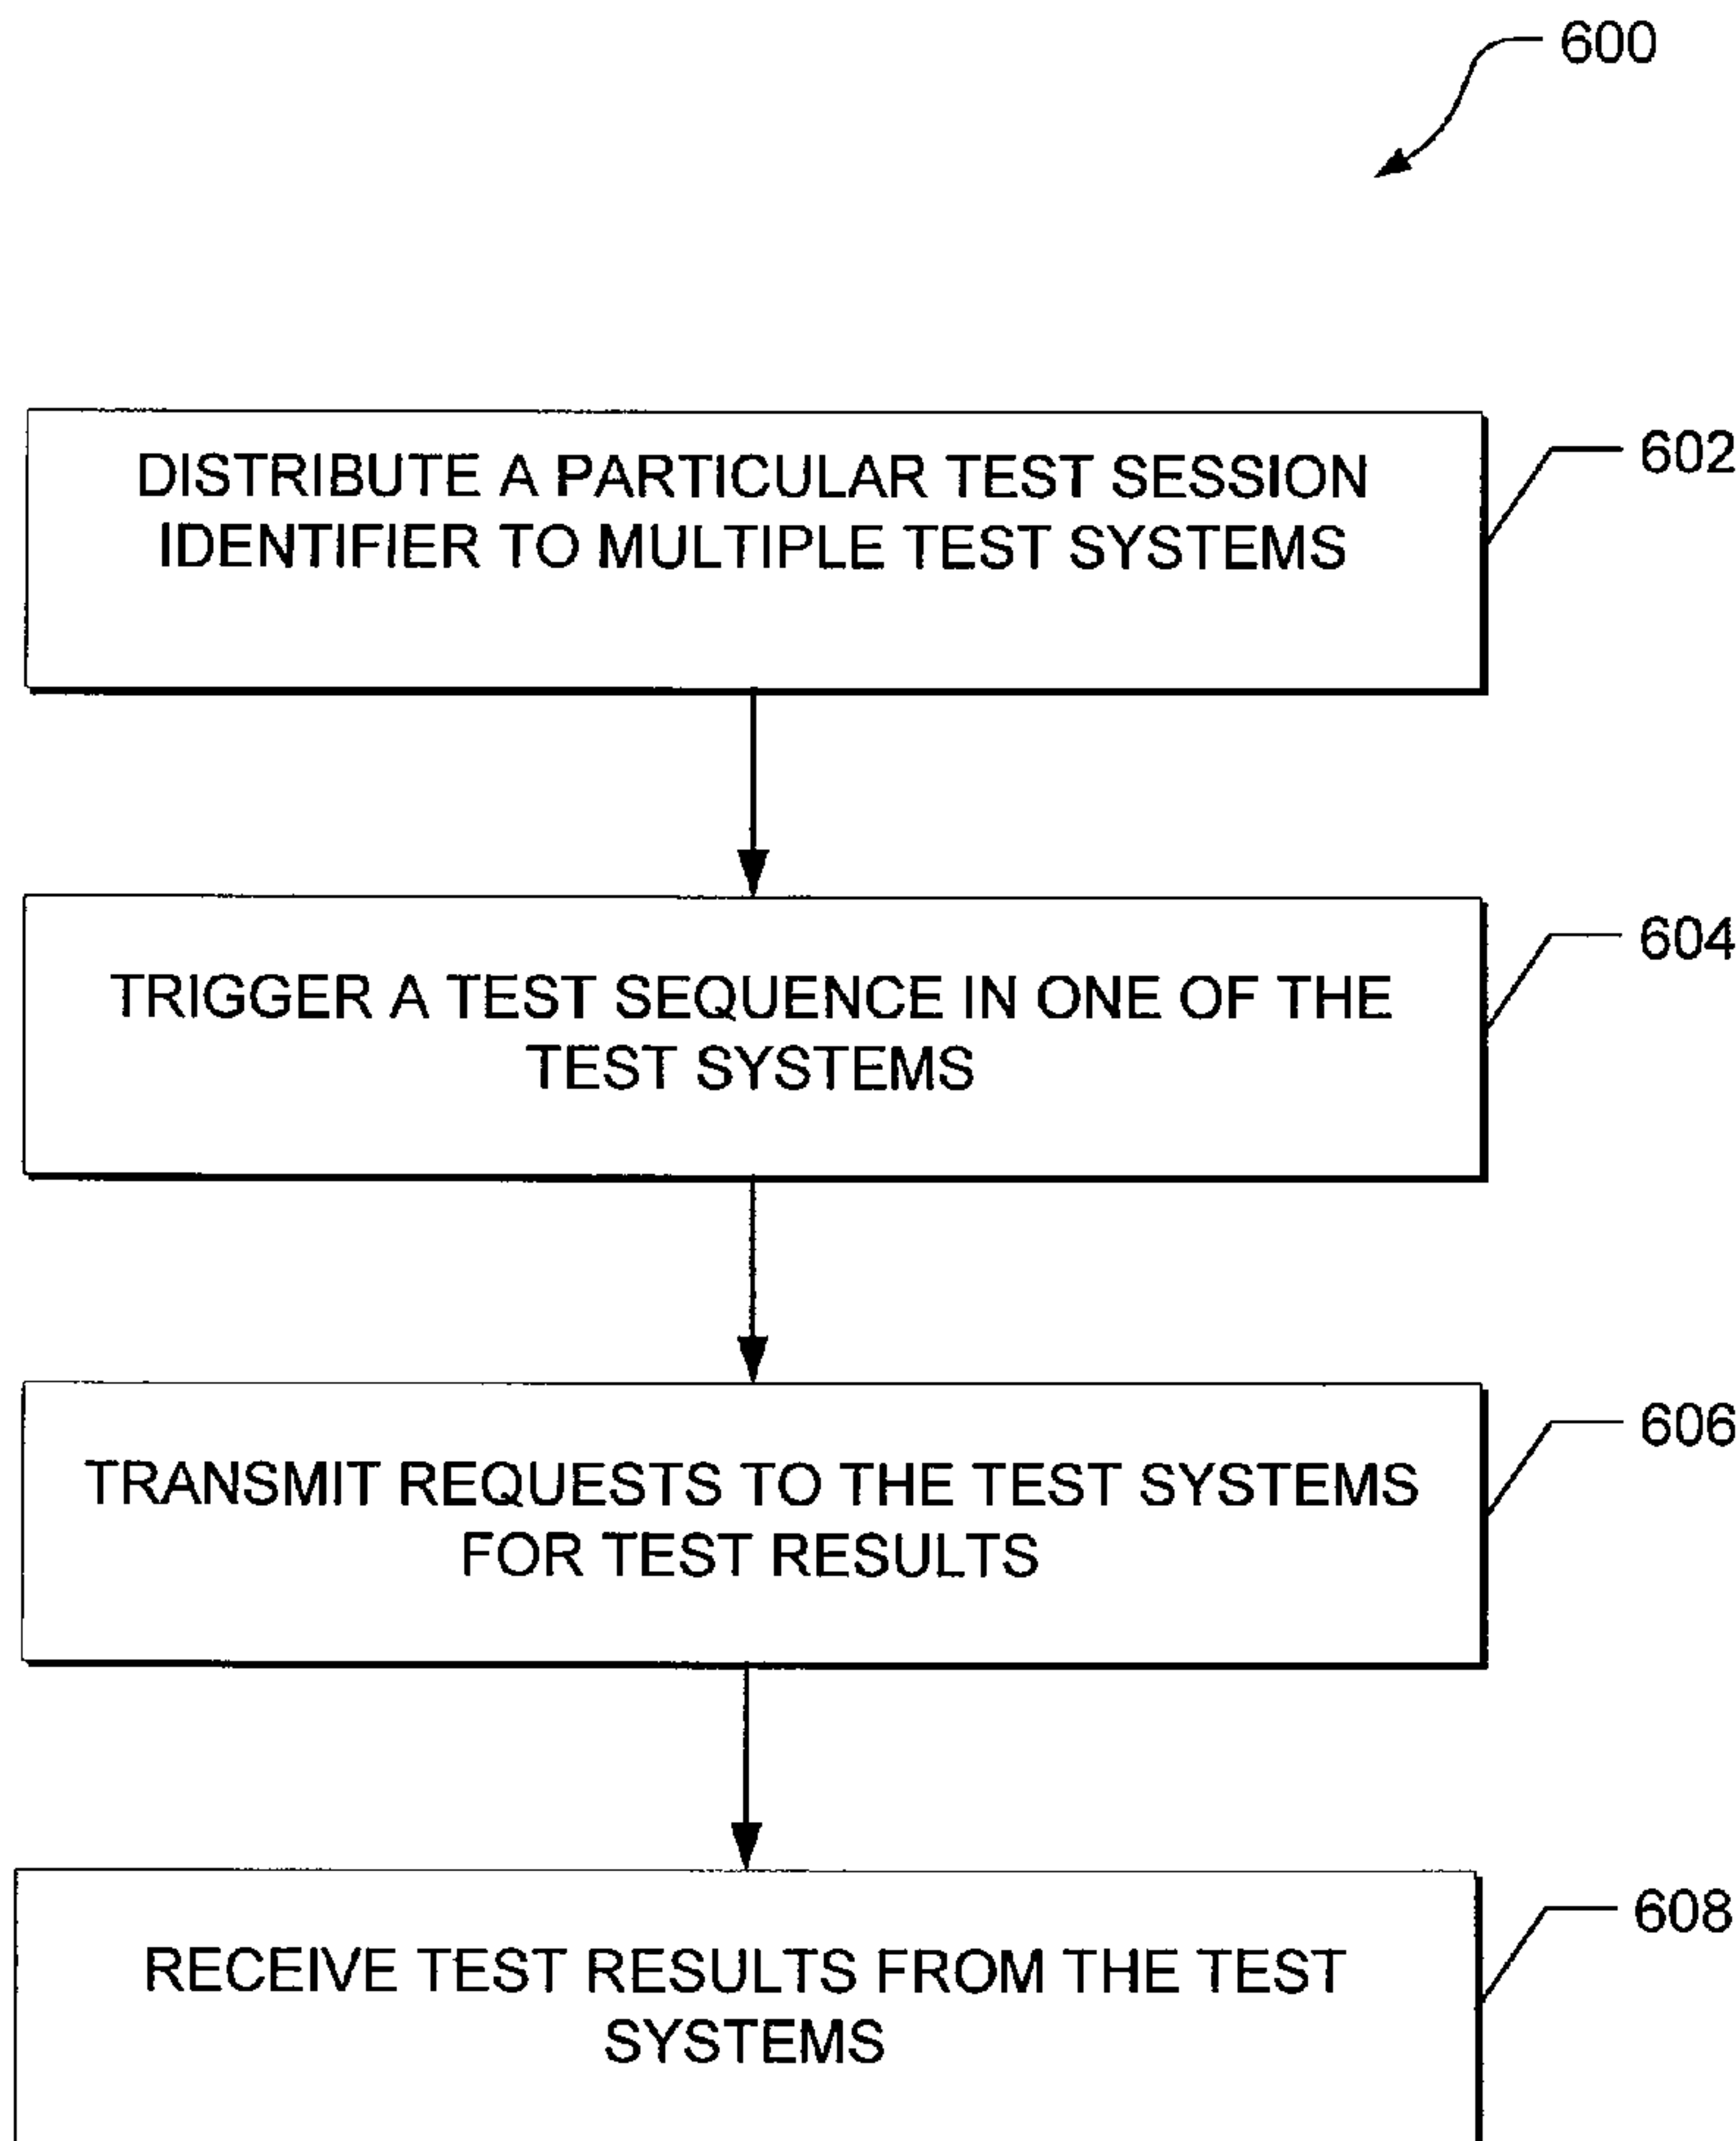 600
DISTRIBUTE A PARTICULAR TEST SESSION
IDENTIFIER TO MULTIPLE TEST SYSTEMS
602
TRIGGER A TEST SEQUENCE IN ONE OF THE
TEST SYSTEMS
604
TRANSMIT REQUESTS TO THE TEST SYSTEMS
FOR TEST RESULTS
606
RECEIVE TEST RESULTS FROM THE TEST
SYSTEMS
608